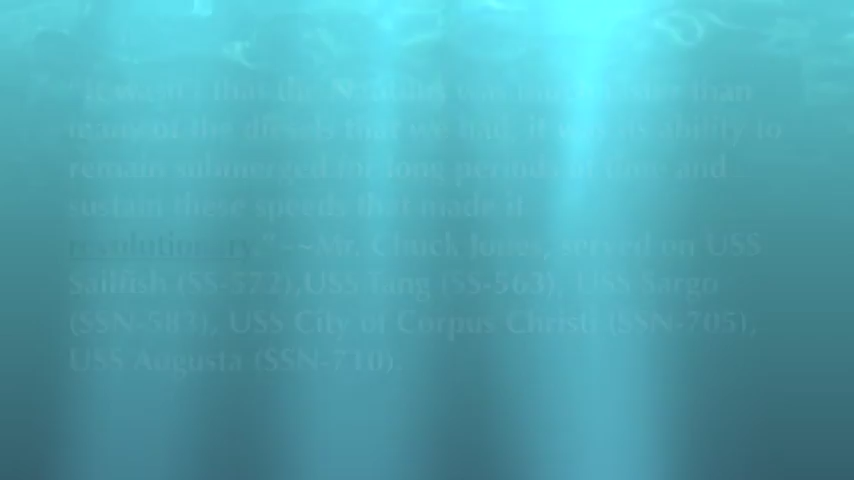 "It wasn't that the Nautilus was much faster than
many of the diesels that we had, it was its ability to
remain submerged for long periods of time and
sustain these speeds that made it
revolutionary."~~Mr. Chuck Jones, served on USS
Sailfish (SS-572),USS Tang (SS-563), USS Sargo
(SSN-583), USS City of Corpus Christi (SSN-705),
USS Augusta (SSN-710).